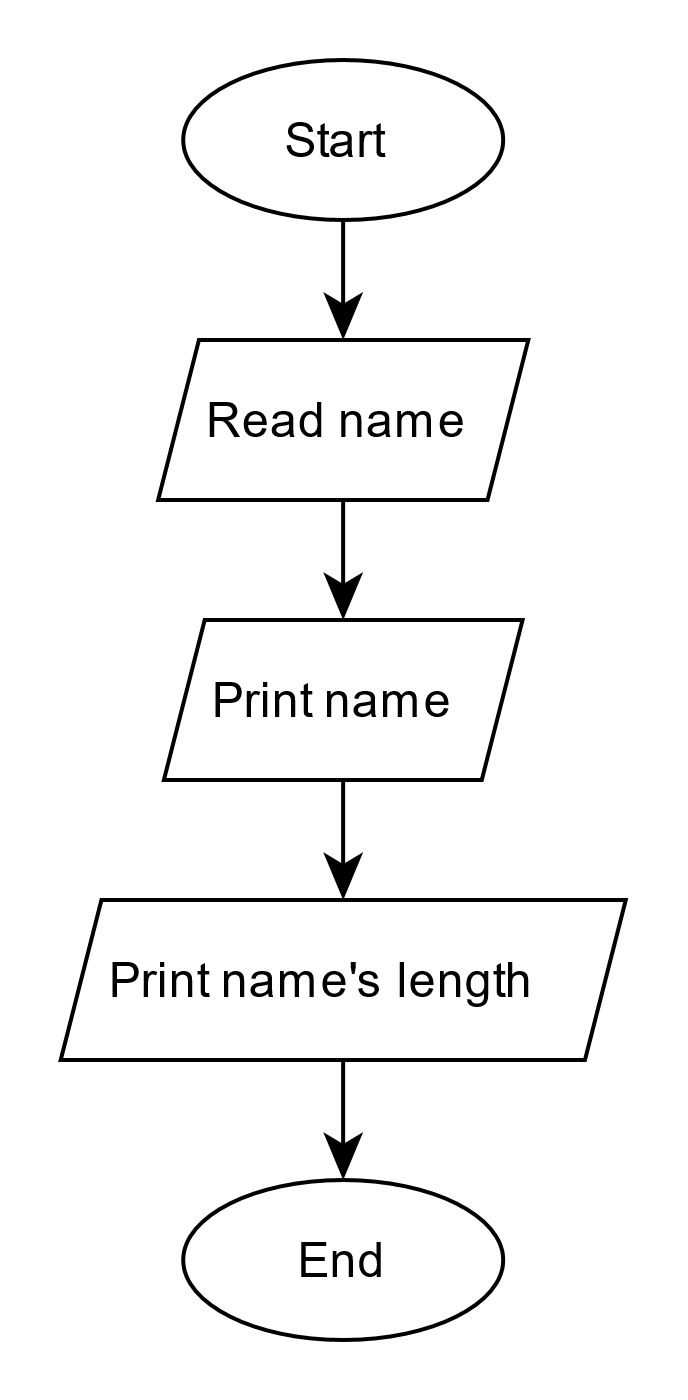 Start
Read name
Print name
Print name's length
End